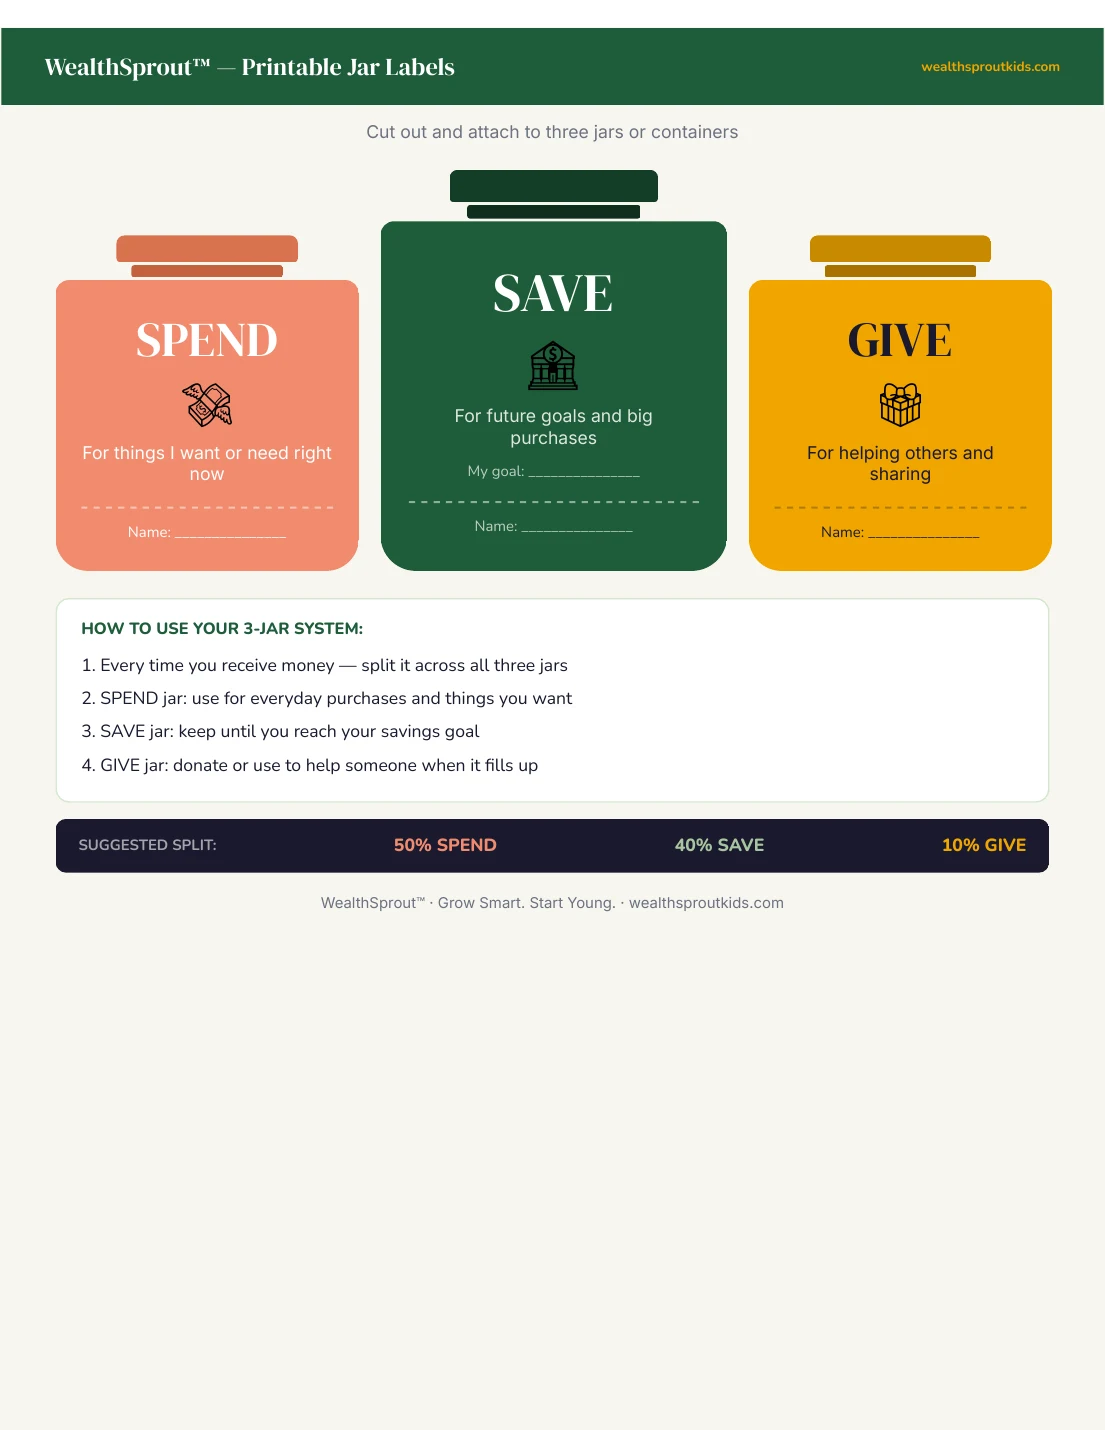 WealthSprout™ — Printable Jar Labels
wealthsproutkids.com
Cut out and attach to three jars or containers
SPEND
For things I want or need right
now
Name: _______________
SAVE
For future goals and big
purchases
My goal: _______________
Name: _______________
GIVE
For helping others and
sharing
Name: _______________
HOW TO USE YOUR 3-JAR SYSTEM:
1. Every time you receive money — split it across all three jars
2. SPEND jar: use for everyday purchases and things you want
3. SAVE jar: keep until you reach your savings goal
4. GIVE jar: donate or use to help someone when it fills up
SUGGESTED SPLIT: 50% SPEND 40% SAVE 10% GIVE
WealthSprout™ · Grow Smart. Start Young. · wealthsproutkids.com